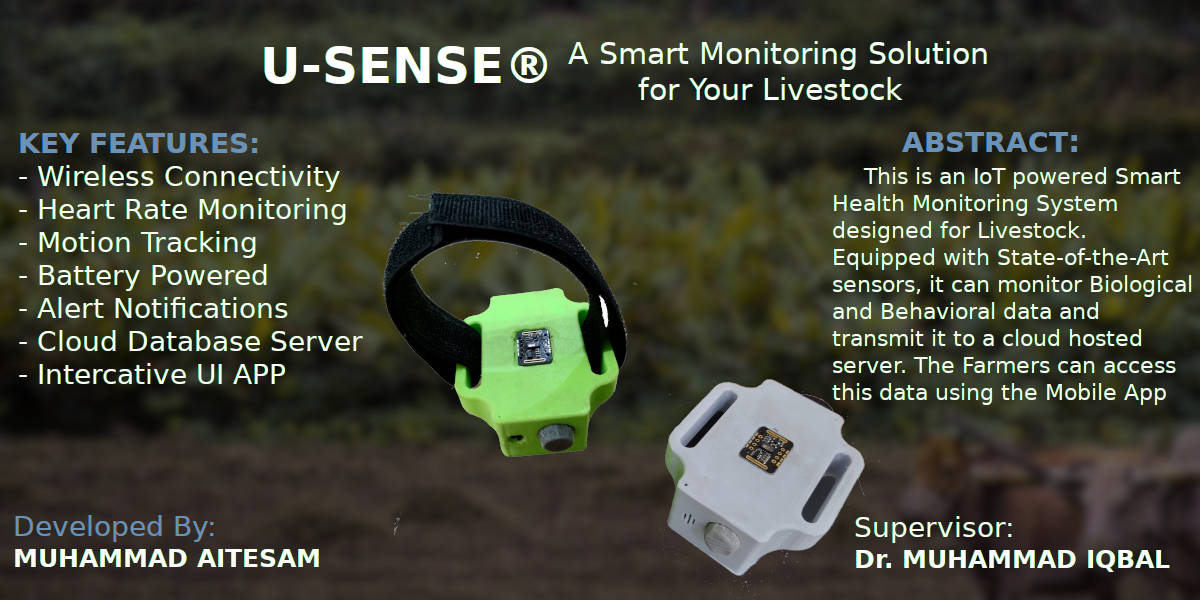 U-SENSE®
A Smart Monitoring Solution
for Your Livestock
KEY FEATURES:
- Wireless Connectivity
- Heart Rate Monitoring
- Motion Tracking
- Battery Powered
- Alert Notifications
- Cloud Database Server
- Intercative UI APP
ABSTRACT:
This is an IoT powered Smart
Health Monitoring System
designed for Livestock.
Equipped with State-of-the-Art
sensors, it can monitor Biological
and Behavioral data and
transmit it to a cloud hosted
server. The Farmers can access
this data using the Mobile App
Developed By:
MUHAMMAD AITESAM
Supervisor:
Dr. MUHAMMAD IQBAL